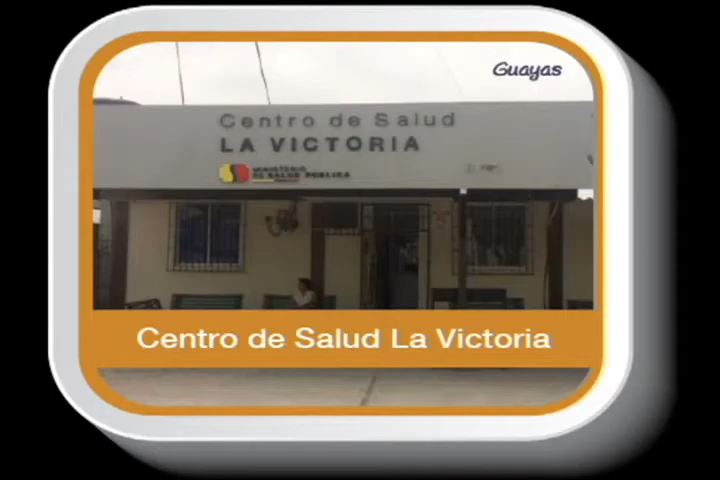 Guayas
Centro de Salud
LA VICTORIA
MINISTERIO
DE SALUD PÚBLICA
Centro de Salud La Victoria